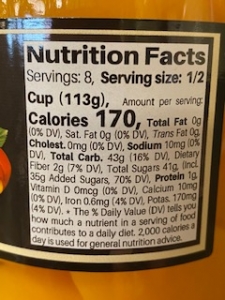 Nutrition Facts
Servings: 8, Serving size: 1/2
Cup (113g), Amount per serving:
Calories 170, Total Fat 0g
(0% DV), Sat. Fat 0g (0% DV), Trans Fat 0g,
Cholest. 0mg (0% DV), Sodium 10mg (0%
DV), Total Carb. 43g (16% DV), Dietary
Fiber 2g (7% DV), Total Sugars 41g, (Incl.
35g Added Sugars, 70% DV), Protein 1g,
Vitamin D 0mcg (0% DV), Calcium 10mg
(0% DV), Iron 0.6mg (4% DV), Potas. 170mg
(4% DV). * The % Daily Value (DV) tells you
how much a nutrient in a serving of food
contributes to a daily diet. 2,000 calories a
day is used for general nutrition advice.